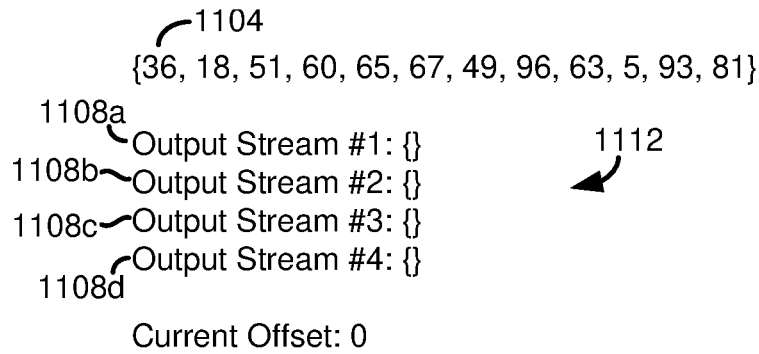 1104
{36, 18, 51, 60, 65, 67, 49, 96, 63, 5, 93, 81}
1108a
Output Stream #1: {}
1112
1108b
Output Stream #2: {}
1108c
Output Stream #3: {}
Output Stream #4: {}
1108d
Current Offset: 0